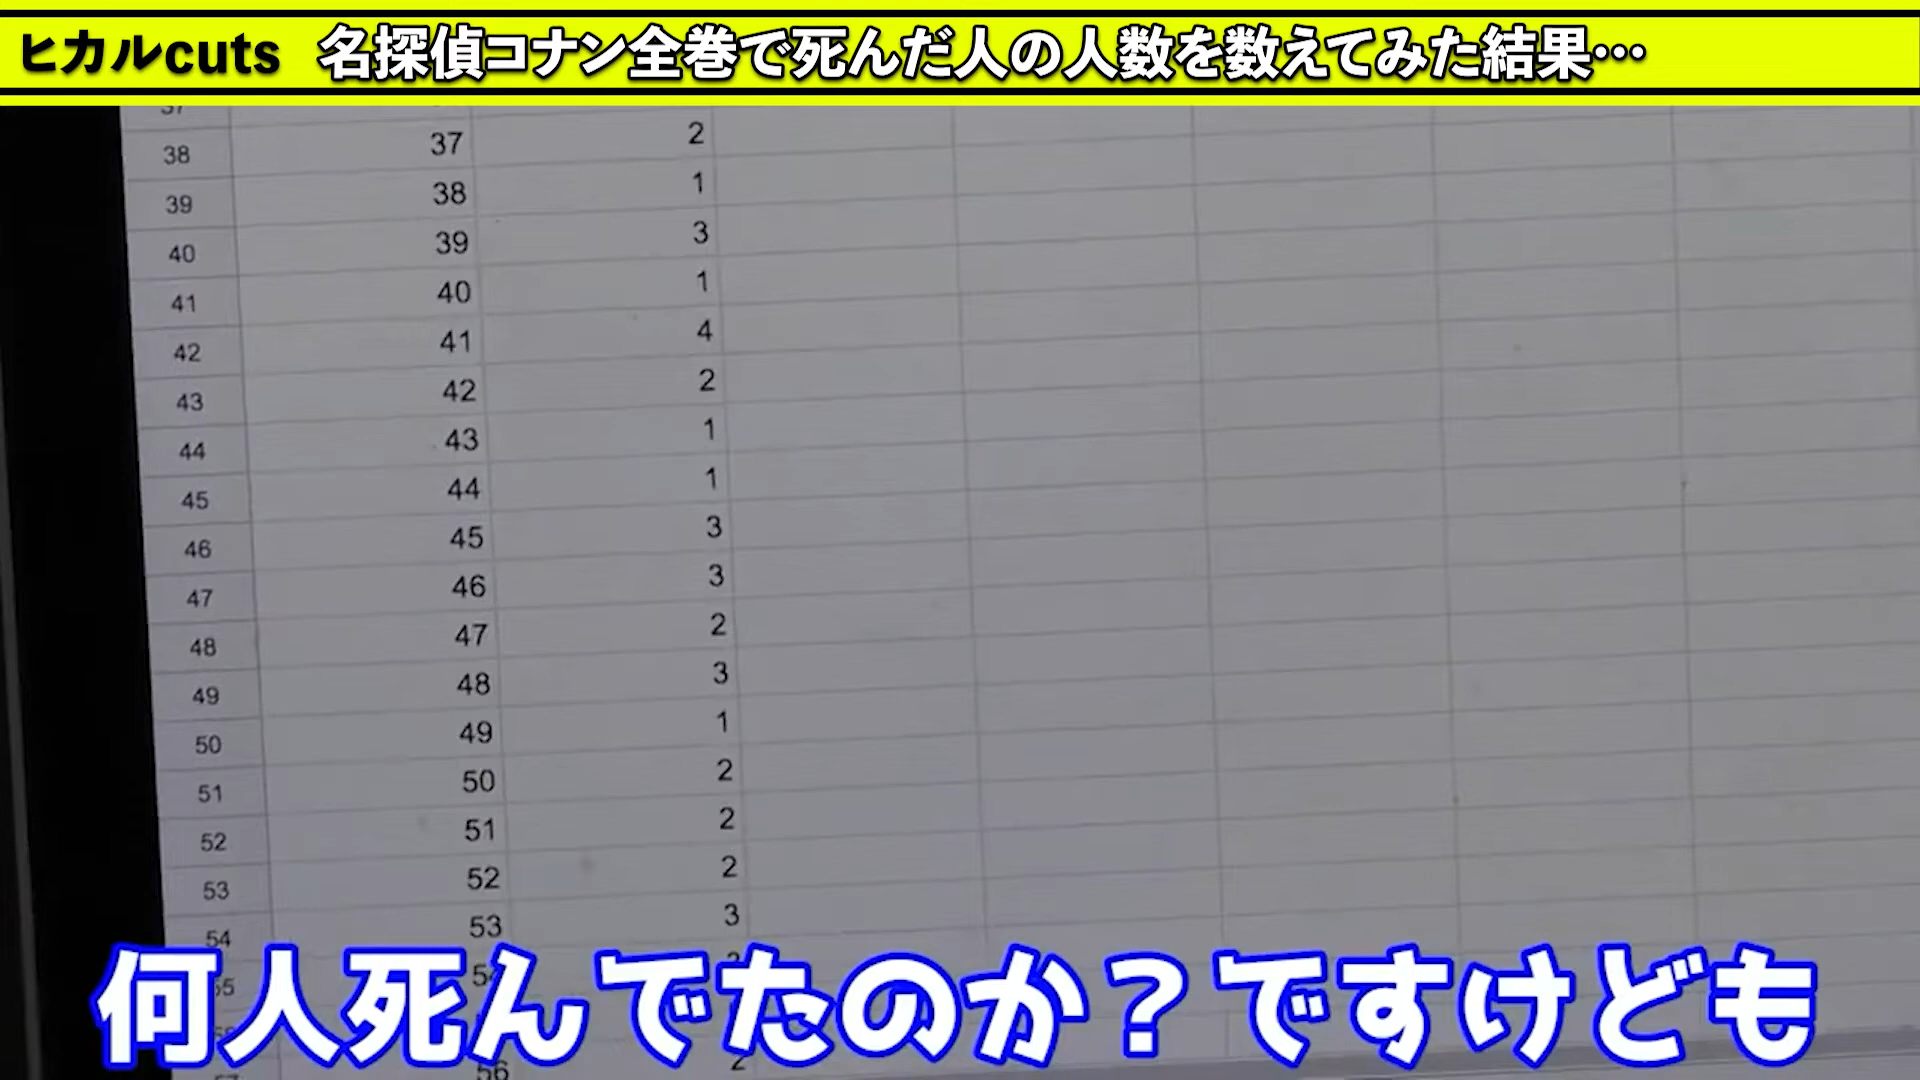 ヒカルcuts 名探偵コナン全巻で死んだ人の人数を数えてみた結果…
37
38 37 2
39 38 1
40 39 3
41 40 1
42 41 4
43 42 2
44 43 1
45 44 1
46 45 3
47 46 3
48 47 2
49 48 3
50 49 1
51 50 2
52 51 2
53 52 2
54 53 3
何人死んでたのか？ですけども
56 2